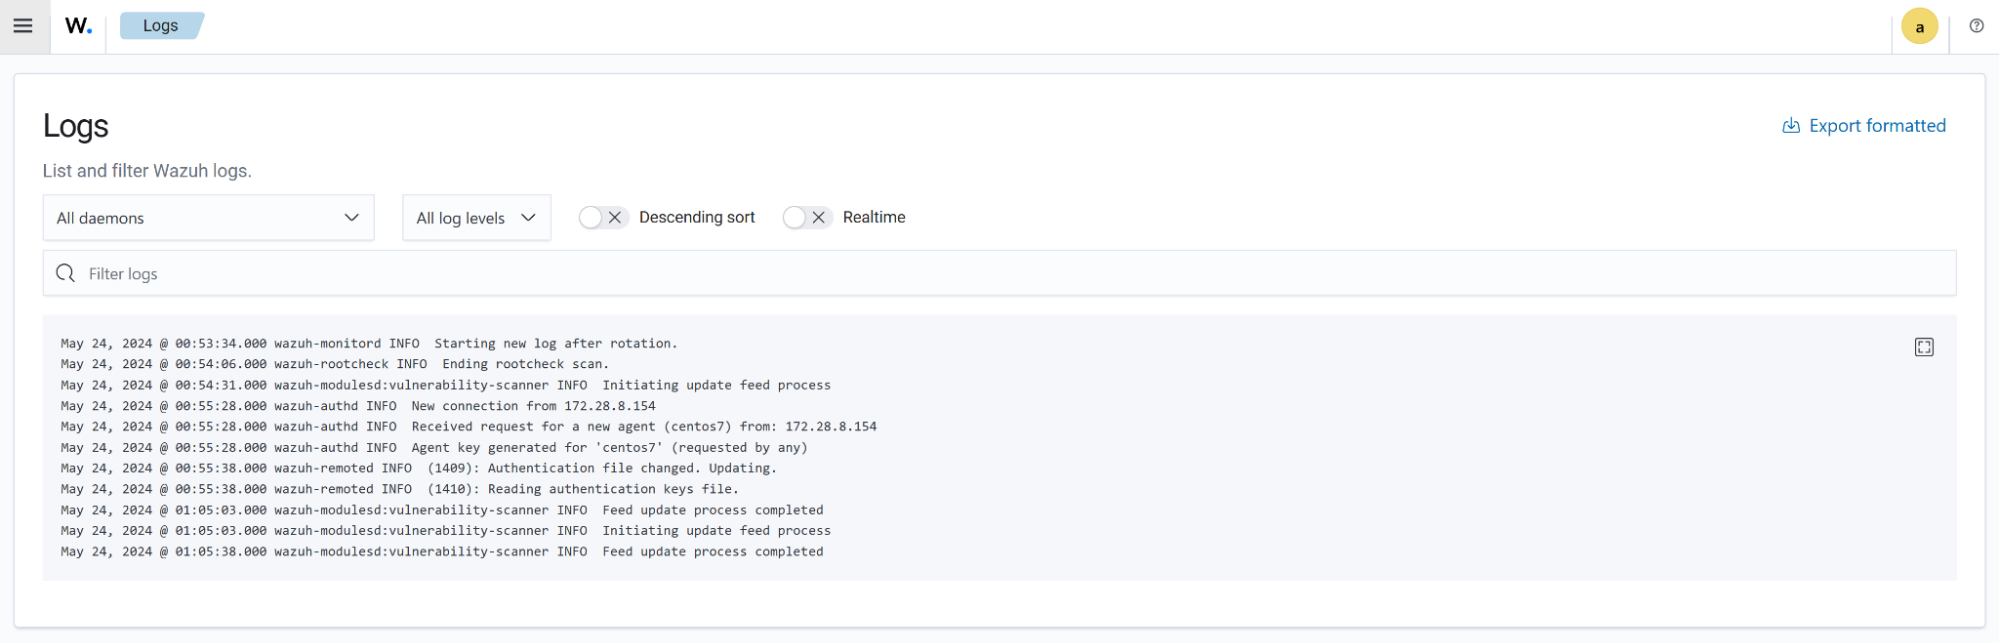 W. Logs a
Logs
Export formatted
List and filter Wazuh logs.
All daemons All log levels Descending sort Realtime
Filter logs
May 24, 2024 @ 00:53:34.000 wazuh-monitord INFO  Starting new log after rotation.
May 24, 2024 @ 00:54:06.000 wazuh-rootcheck INFO  Ending rootcheck scan.
May 24, 2024 @ 00:54:31.000 wazuh-modulesd:vulnerability-scanner INFO  Initiating update feed process
May 24, 2024 @ 00:55:28.000 wazuh-authd INFO  New connection from 172.28.8.154
May 24, 2024 @ 00:55:28.000 wazuh-authd INFO  Received request for a new agent (centos7) from: 172.28.8.154
May 24, 2024 @ 00:55:28.000 wazuh-authd INFO  Agent key generated for 'centos7' (requested by any)
May 24, 2024 @ 00:55:38.000 wazuh-remoted INFO  (1409): Authentication file changed. Updating.
May 24, 2024 @ 00:55:38.000 wazuh-remoted INFO  (1410): Reading authentication keys file.
May 24, 2024 @ 01:05:03.000 wazuh-modulesd:vulnerability-scanner INFO  Feed update process completed
May 24, 2024 @ 01:05:03.000 wazuh-modulesd:vulnerability-scanner INFO  Initiating update feed process
May 24, 2024 @ 01:05:38.000 wazuh-modulesd:vulnerability-scanner INFO  Feed update process completed